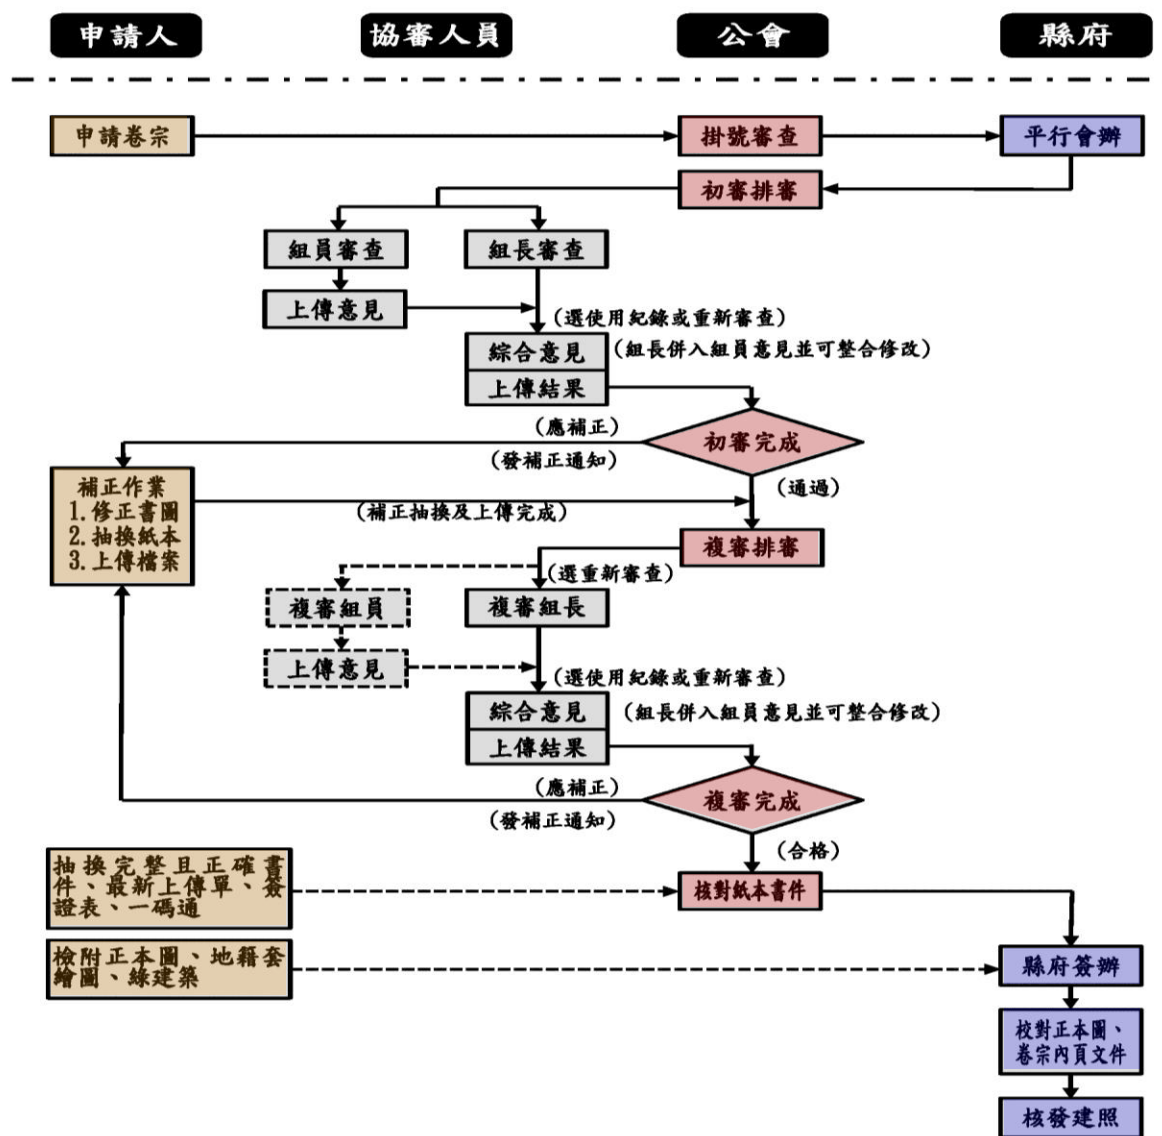 申請人
協審人員
公會
縣府
申請卷宗
掛號審查
平行會辦
初審排審
組員審查
組長審查
上傳意見
(選使用紀錄或重新審查)
綜合意見
(組長併入組員意見並可整合修改)
上傳結果
(應補正)
初審完成
(發補正通知)
(通過)
補正作業
1.修正書圖
2.抽換紙本
3.上傳檔案
(補正抽換及上傳完成)
複審排審
(選重新審查)
複審組員
複審組長
上傳意見
(選使用紀錄或重新審查)
綜合意見
(組長併入組員意見並可整合修改)
上傳結果
(應補正)
複審完成
(發補正通知)
(合格)
抽換完整且正確書
件、最新上傳單、簽
證表、一碼通
核對紙本書件
檢附正本圖、地籍套
繪圖、綠建築
縣府簽辦
校對正本圖、
卷宗內頁文件
核發建照